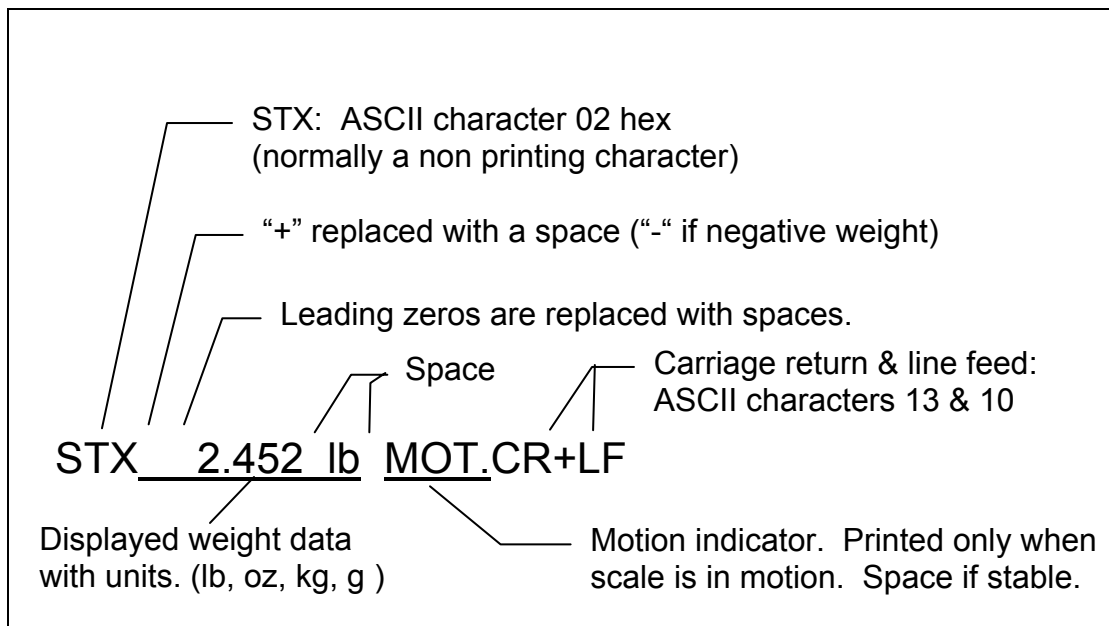 STX: ASCII character 02 hex
(normally a non printing character)
“+” replaced with a space (“-“ if negative weight)
Leading zeros are replaced with spaces.
Space
Carriage return & line feed:
ASCII characters 13 & 10
STX 2.452 lb MOT.CR+LF
Displayed weight data
with units. (lb, oz, kg, g )
Motion indicator. Printed only when
scale is in motion. Space if stable.